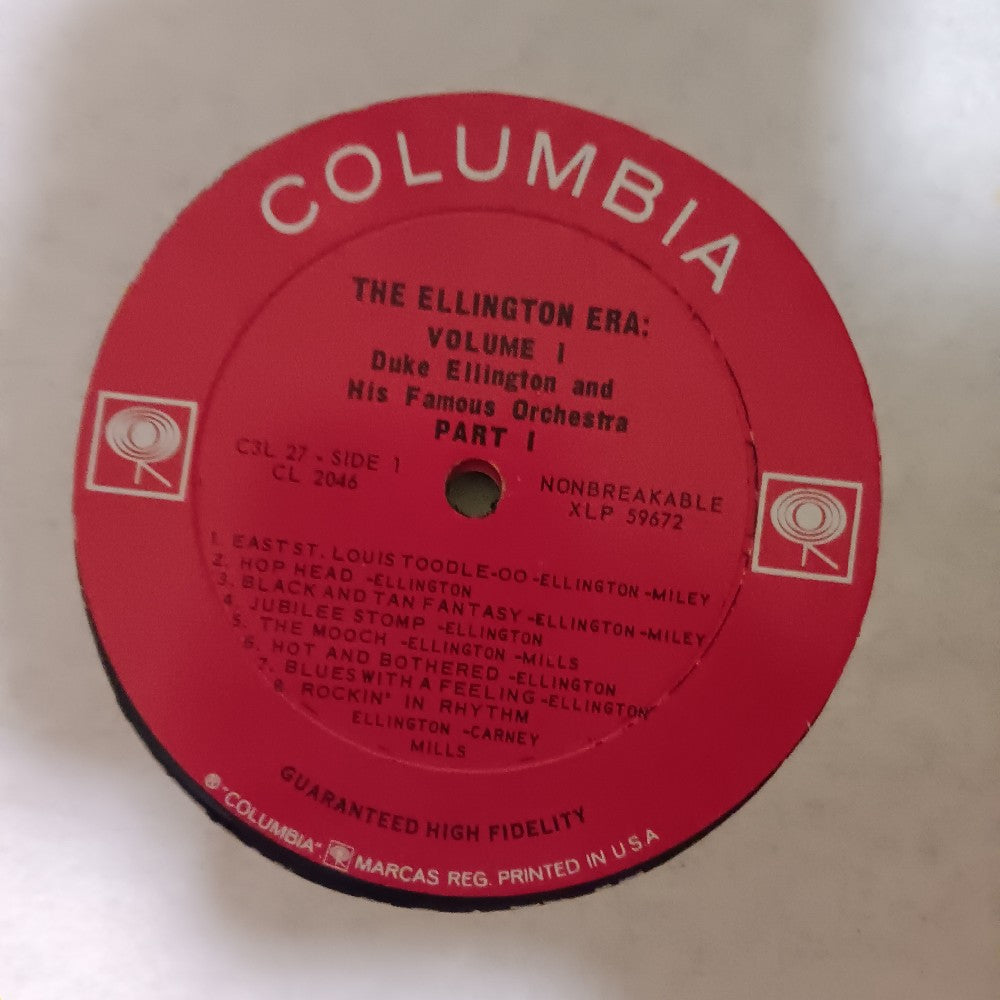 COLUMBIA
THE ELLINGTON ERA:
VOLUME 1
Duke Ellington and
His Famous Orchestra
PART 1
C3L 27 - SIDE 1
CL 2046
NONBREAKABLE
XLP 59672
1. EAST ST. LOUIS TOODLE-OO -ELLINGTON -MILEY
2. HOP HEAD -ELLINGTON
3. BLACK AND TAN FANTASY -ELLINGTON -MILEY
4. JUBILEE STOMP -ELLINGTON
5. THE MOOCH -ELLINGTON -MILLS
6. HOT AND BOTHERED -ELLINGTON
7. BLUES WITH A FEELING -ELLINGTON
8. ROCKIN' IN RHYTHM
ELLINGTON -CARNEY
MILLS
GUARANTEED HIGH FIDELITY
® "COLUMBIA", MARCAS REG. PRINTED IN U S A